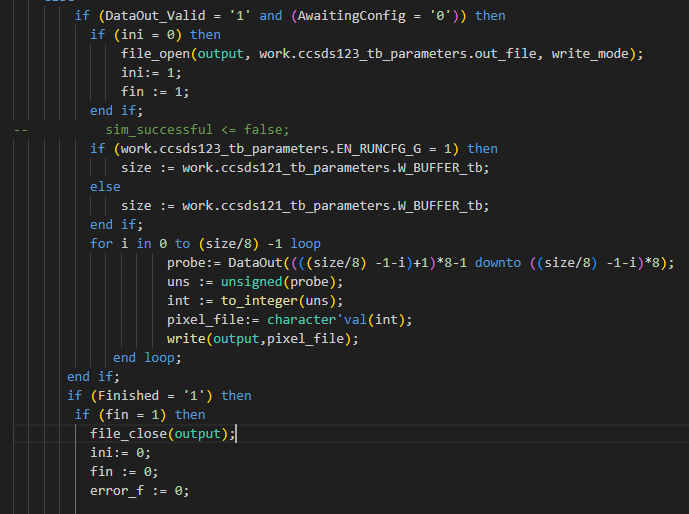 if (DataOut_Valid = '1' and (AwaitingConfig = '0')) then
if (ini = 0) then
file_open(output, work.ccsds123_tb_parameters.out_file, write_mode);
ini:= 1;
fin := 1;
end if;
-- sim_successful <= false;
if (work.ccsds123_tb_parameters.EN_RUNCFG_G = 1) then
size := work.ccsds121_tb_parameters.W_BUFFER_tb;
else
size := work.ccsds121_tb_parameters.W_BUFFER_tb;
end if;
for i in 0 to (size/8) -1 loop
probe:= DataOut((((size/8) -1-i)+1)*8-1 downto ((size/8) -1-i)*8);
uns := unsigned(probe);
int := to_integer(uns);
pixel_file:= character'val(int);
write(output,pixel_file);
end loop;
end if;
if (Finished = '1') then
if (fin = 1) then
file_close(output);
ini:= 0;
fin := 0;
error_f := 0;